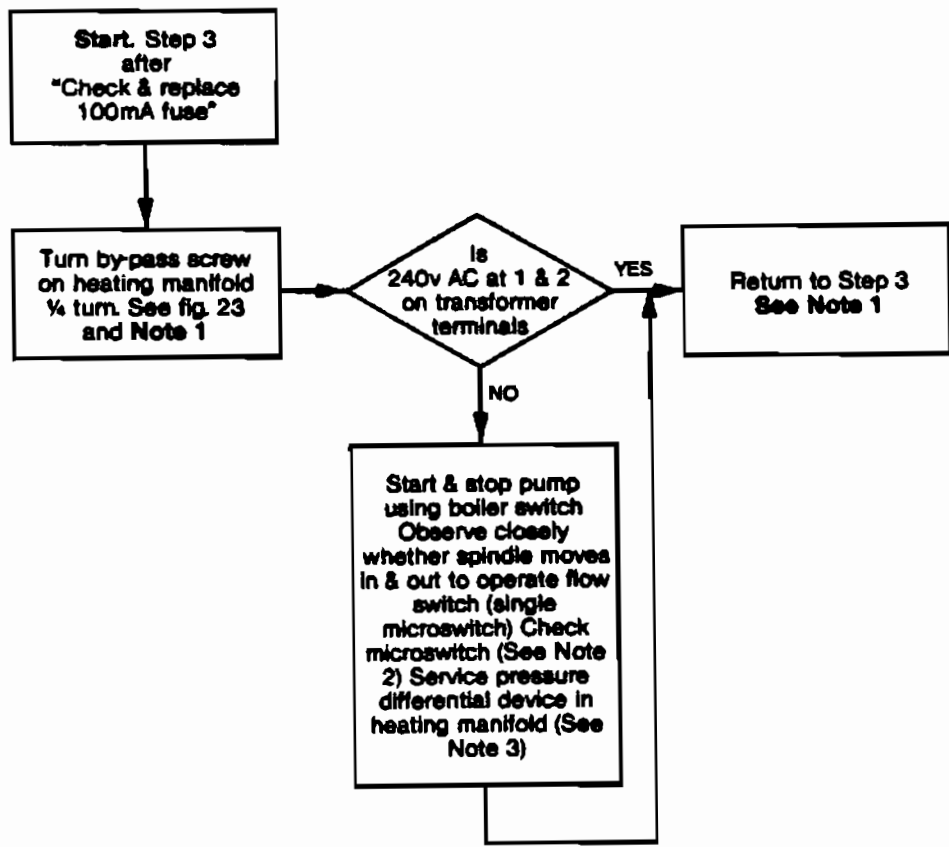 Start. Step 3
after
"Check & replace
100mA fuse"
Turn by-pass screw
on heating manifold
¼ turn. See fig. 23
and Note 1
Is
240v AC at 1 & 2
on transformer
terminals
YES
Return to Step 3
See Note 1
NO
Start & stop pump
using boiler switch
Observe closely
whether spindle moves
in & out to operate flow
switch (single
microswitch) Check
microswitch (See Note
2) Service pressure
differential device in
heating manifold (See
Note 3)